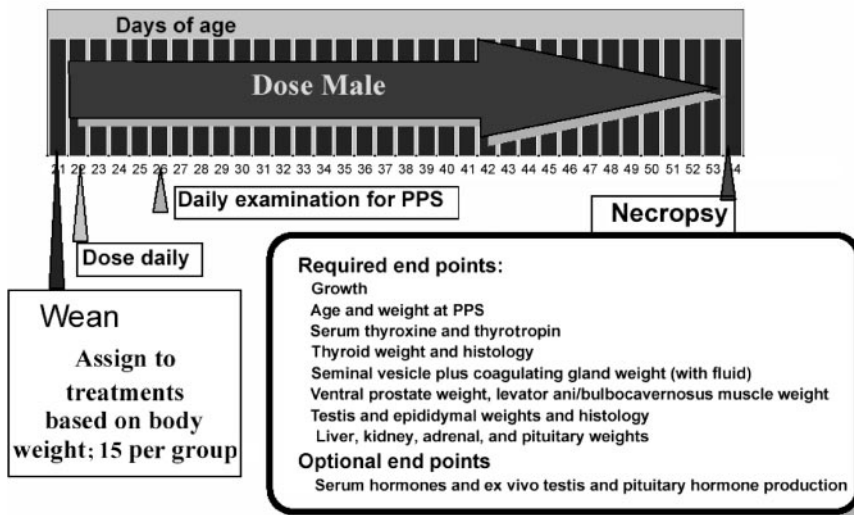 Days of age
Dose Male
21 22 23 24 25 26 27 28 29 30 31 32 33 34 35 36 37 38 39 40 41 42 43 44 45 46 47 48 49 50 51 52 53 54
Daily examination for PPS
Necropsy
Dose daily
Wean
Assign to
treatments
based on body
weight; 15 per group
Required end points:
Growth
Age and weight at PPS
Serum thyroxine and thyrotropin
Thyroid weight and histology
Seminal vesicle plus coagulating gland weight (with fluid)
Ventral prostate weight, levator ani/bulbocavernosus muscle weight
Testis and epididymal weights and histology
Liver, kidney, adrenal, and pituitary weights
Optional end points
Serum hormones and ex vivo testis and pituitary hormone production